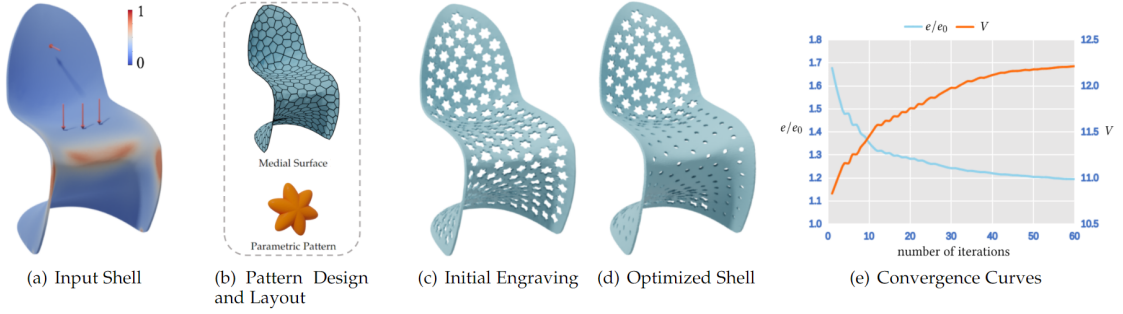 1
0
(a) Input Shell
Medial Surface
Parametric Pattern
(b) Pattern Design
and Layout
(c) Initial Engraving
(d) Optimized Shell
e/e₀ V
1.8 12.5
1.7
1.6 12.0
1.5
e/e₀ 1.4 11.5 V
1.3
1.2 11.0
1.1
1.0 10.5
0 10 20 30 40 50 60
number of iterations
(e) Convergence Curves